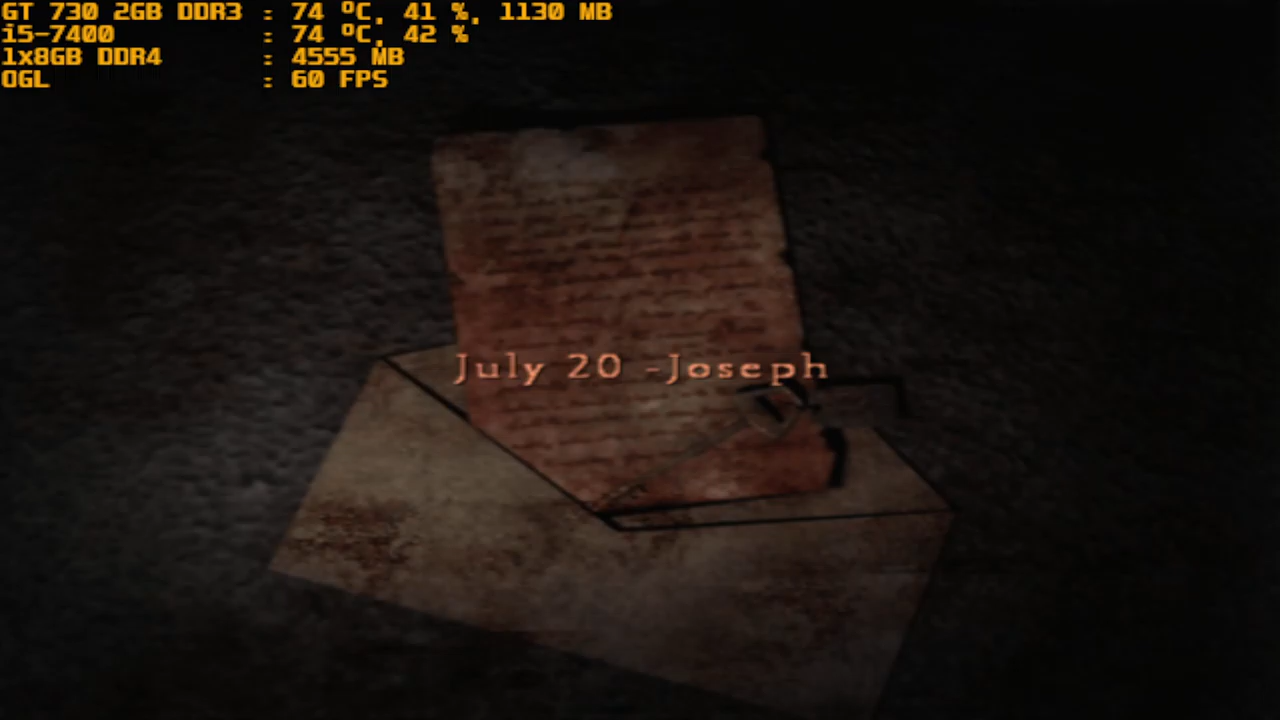 GT 730 2GB DDR3 : 74 ºC, 41 %, 1130 MB
i5-7400 : 74 ºC, 42 %
1x8GB DDR4 : 4555 MB
OGL : 60 FPS
July 20 -Joseph